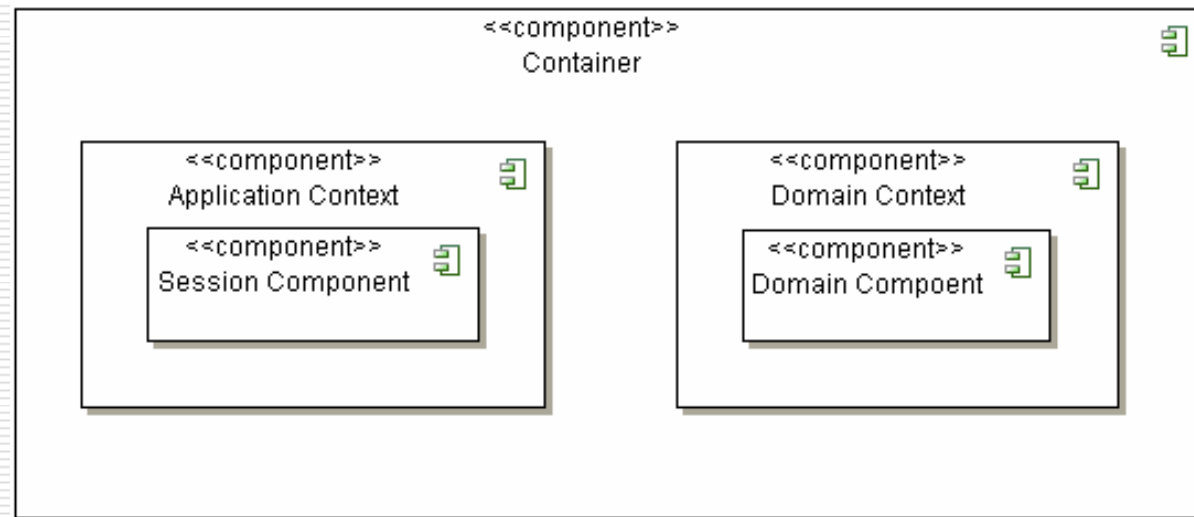 <<component>>
Container
<<component>>
Application Context
<<component>>
Session Component
<<component>>
Domain Context
<<component>>
Domain Compoent